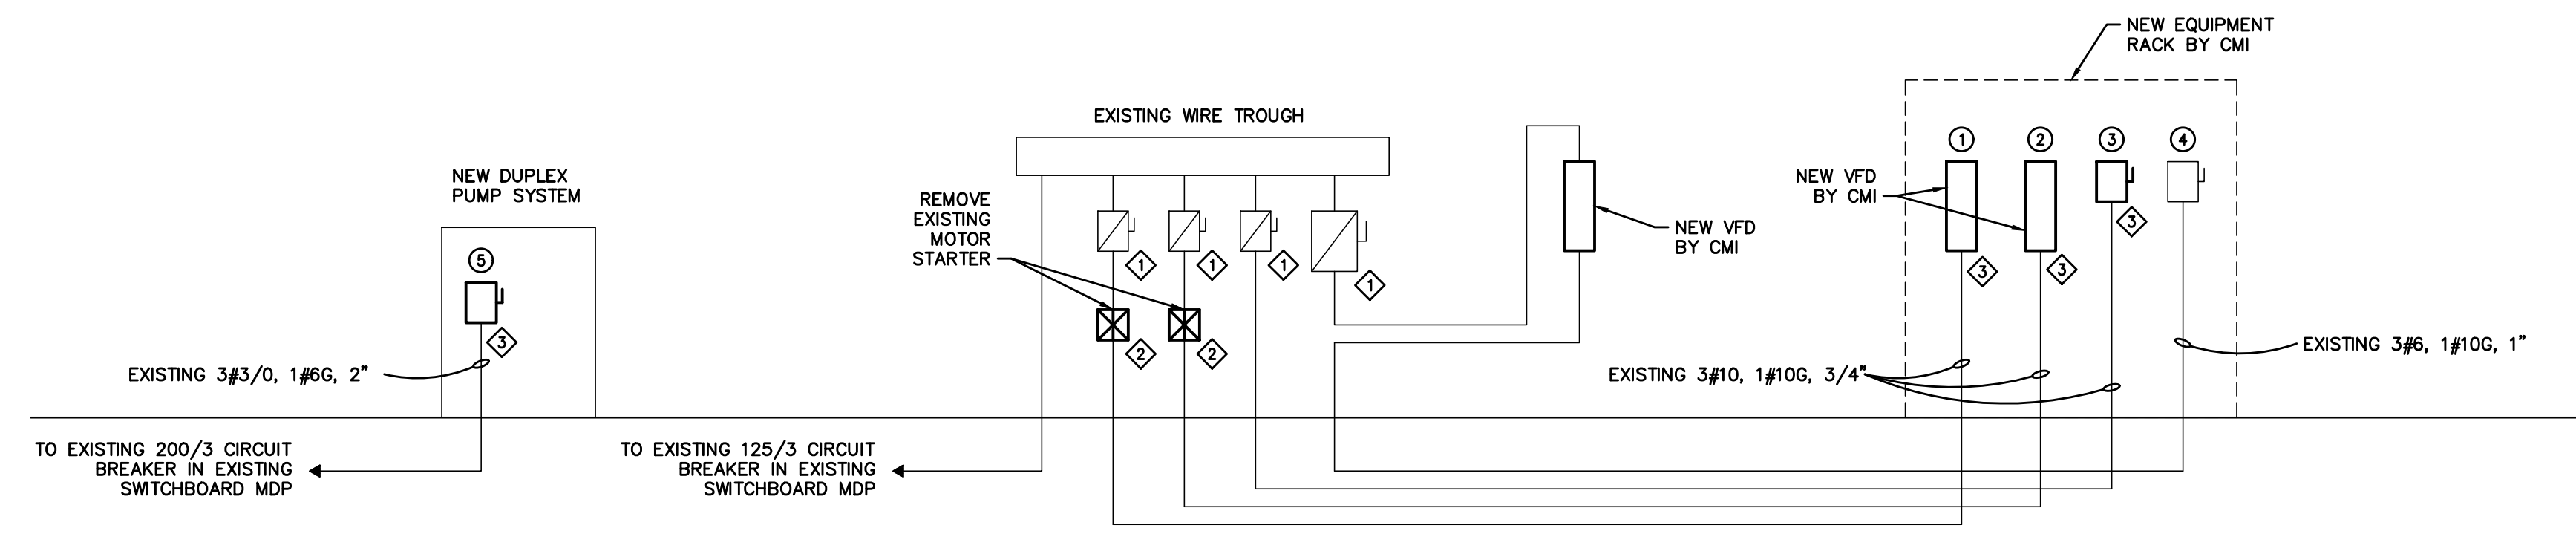 NEW EQUIPMENT
RACK BY CMI
EXISTING WIRE TROUGH
NEW DUPLEX
PUMP SYSTEM
5
3
EXISTING 3#3/0, 1#6G, 2"
TO EXISTING 200/3 CIRCUIT
BREAKER IN EXISTING
SWITCHBOARD MDP
REMOVE
EXISTING
MOTOR
STARTER
1
1
1
1
2
2
TO EXISTING 125/3 CIRCUIT
BREAKER IN EXISTING
SWITCHBOARD MDP
NEW VFD
BY CMI
NEW VFD
BY CMI
1
2
3
4
3
3
3
EXISTING 3#10, 1#10G, 3/4"
EXISTING 3#6, 1#10G, 1"